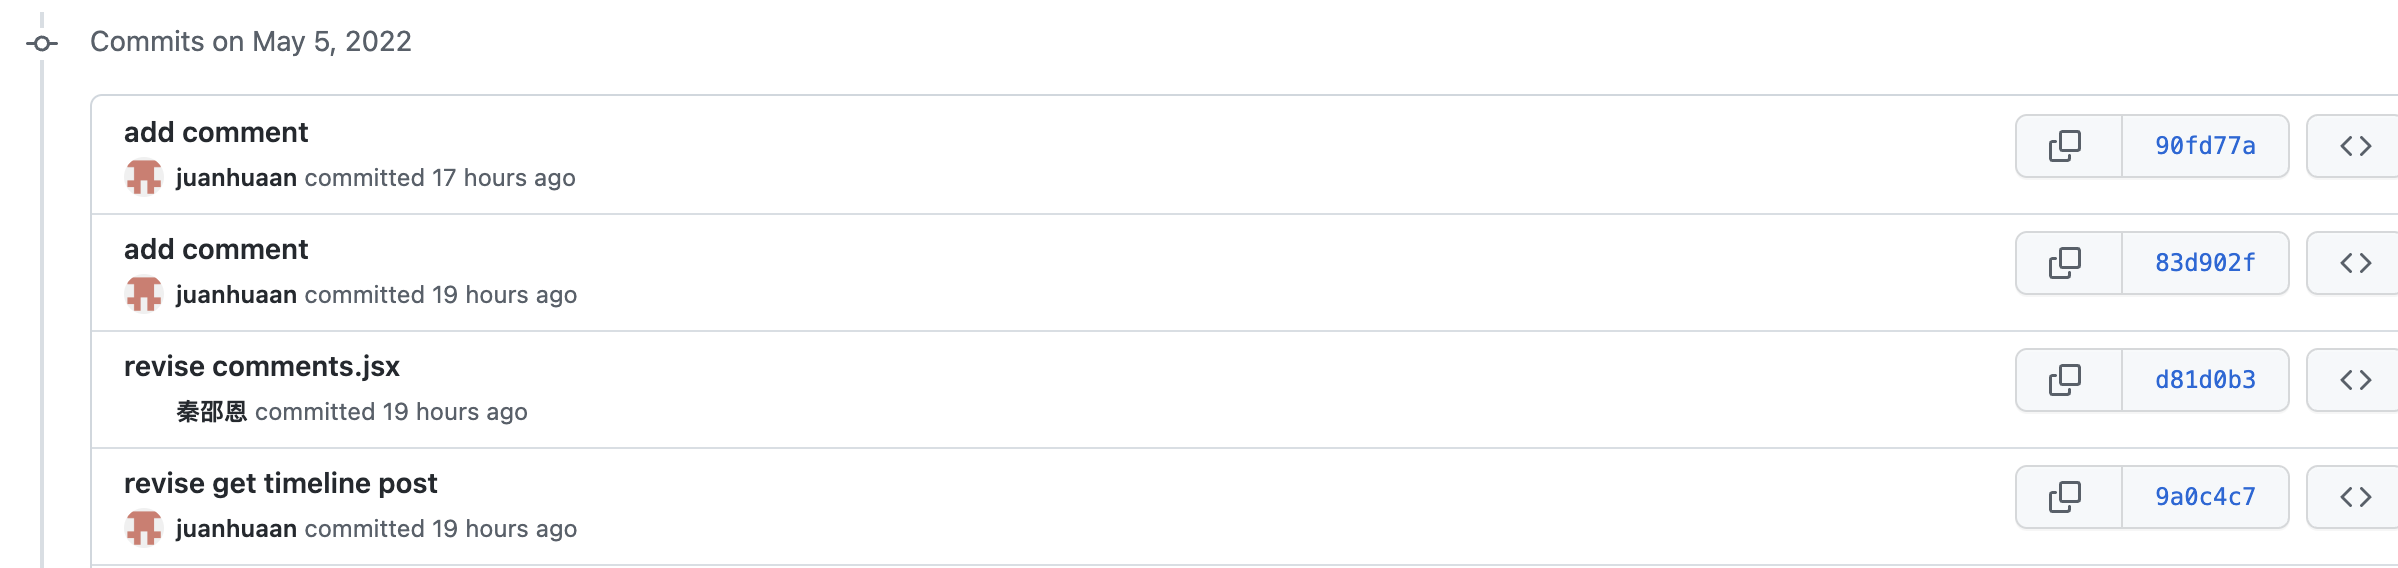 Commits on May 5, 2022
add comment
juanhuaan committed 17 hours ago
90fd77a
add comment
juanhuaan committed 19 hours ago
83d902f
revise comments.jsx
秦邵恩 committed 19 hours ago
d81d0b3
revise get timeline post
juanhuaan committed 19 hours ago
9a0c4c7